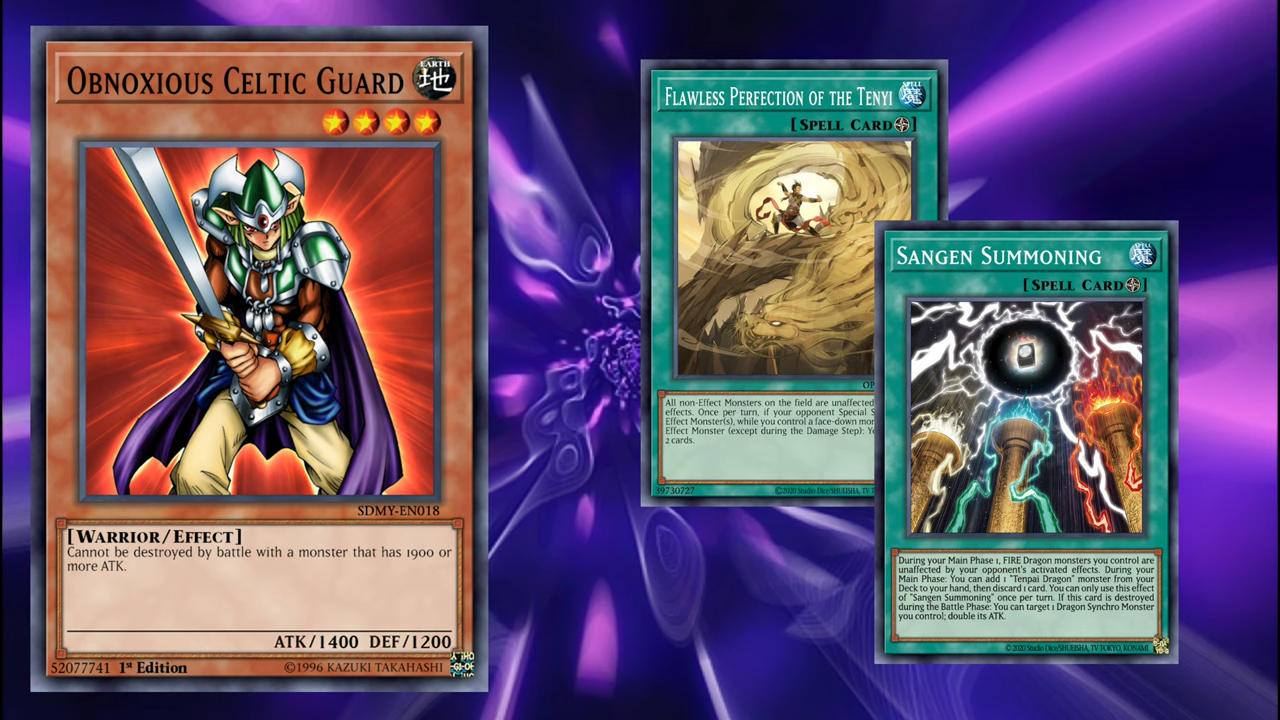 Obnoxious Celtic Guard
EARTH
地
SDMY-EN018
[Warrior/Effect]
Cannot be destroyed by battle with a monster that has 1900 or
more ATK.
ATK/1400 DEF/1200
52077741 1st Edition ©1996 KAZUKI TAKAHASHI
Flawless Perfection of the Tenyi
SPELL
魔
[Spell Card]
OP
All non-Effect Monsters on the field are unaffected
effects. Once per turn, if your opponent Special S
Effect Monster(s), while you control a face-down mon
Effect Monster (except during the Damage Step): Yo
2 cards.
39730727 ©2020 Studio Dice/SHUEISHA, TV T
Sangen Summoning
SPELL
魔
[Spell Card]
During your Main Phase 1, FIRE Dragon monsters you control are
unaffected by your opponent's activated effects. During your
Main Phase: You can add 1 "Tenpai Dragon" monster from your
Deck to your hand, then discard 1 card. You can only use this effect
of "Sangen Summoning" once per turn. If this card is destroyed
during the Battle Phase: You can target 1 Dragon Synchro Monster
you control; double its ATK.
©2020 Studio Dice/SHUEISHA, TV TOKYO, KONAMI